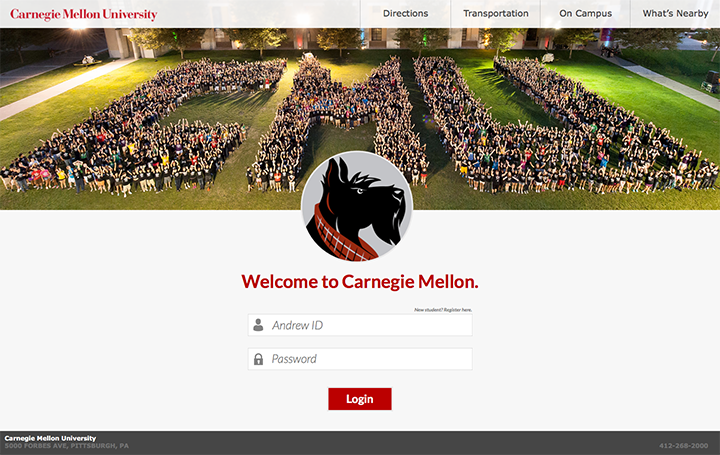 Carnegie Mellon University
Directions
Transportation
On Campus
What's Nearby
CMU
Welcome to Carnegie Mellon.
New student? Register here.
Andrew ID
Password
Login
Carnegie Mellon University
5000 FORBES AVE, PITTSBURGH, PA
412-268-2000